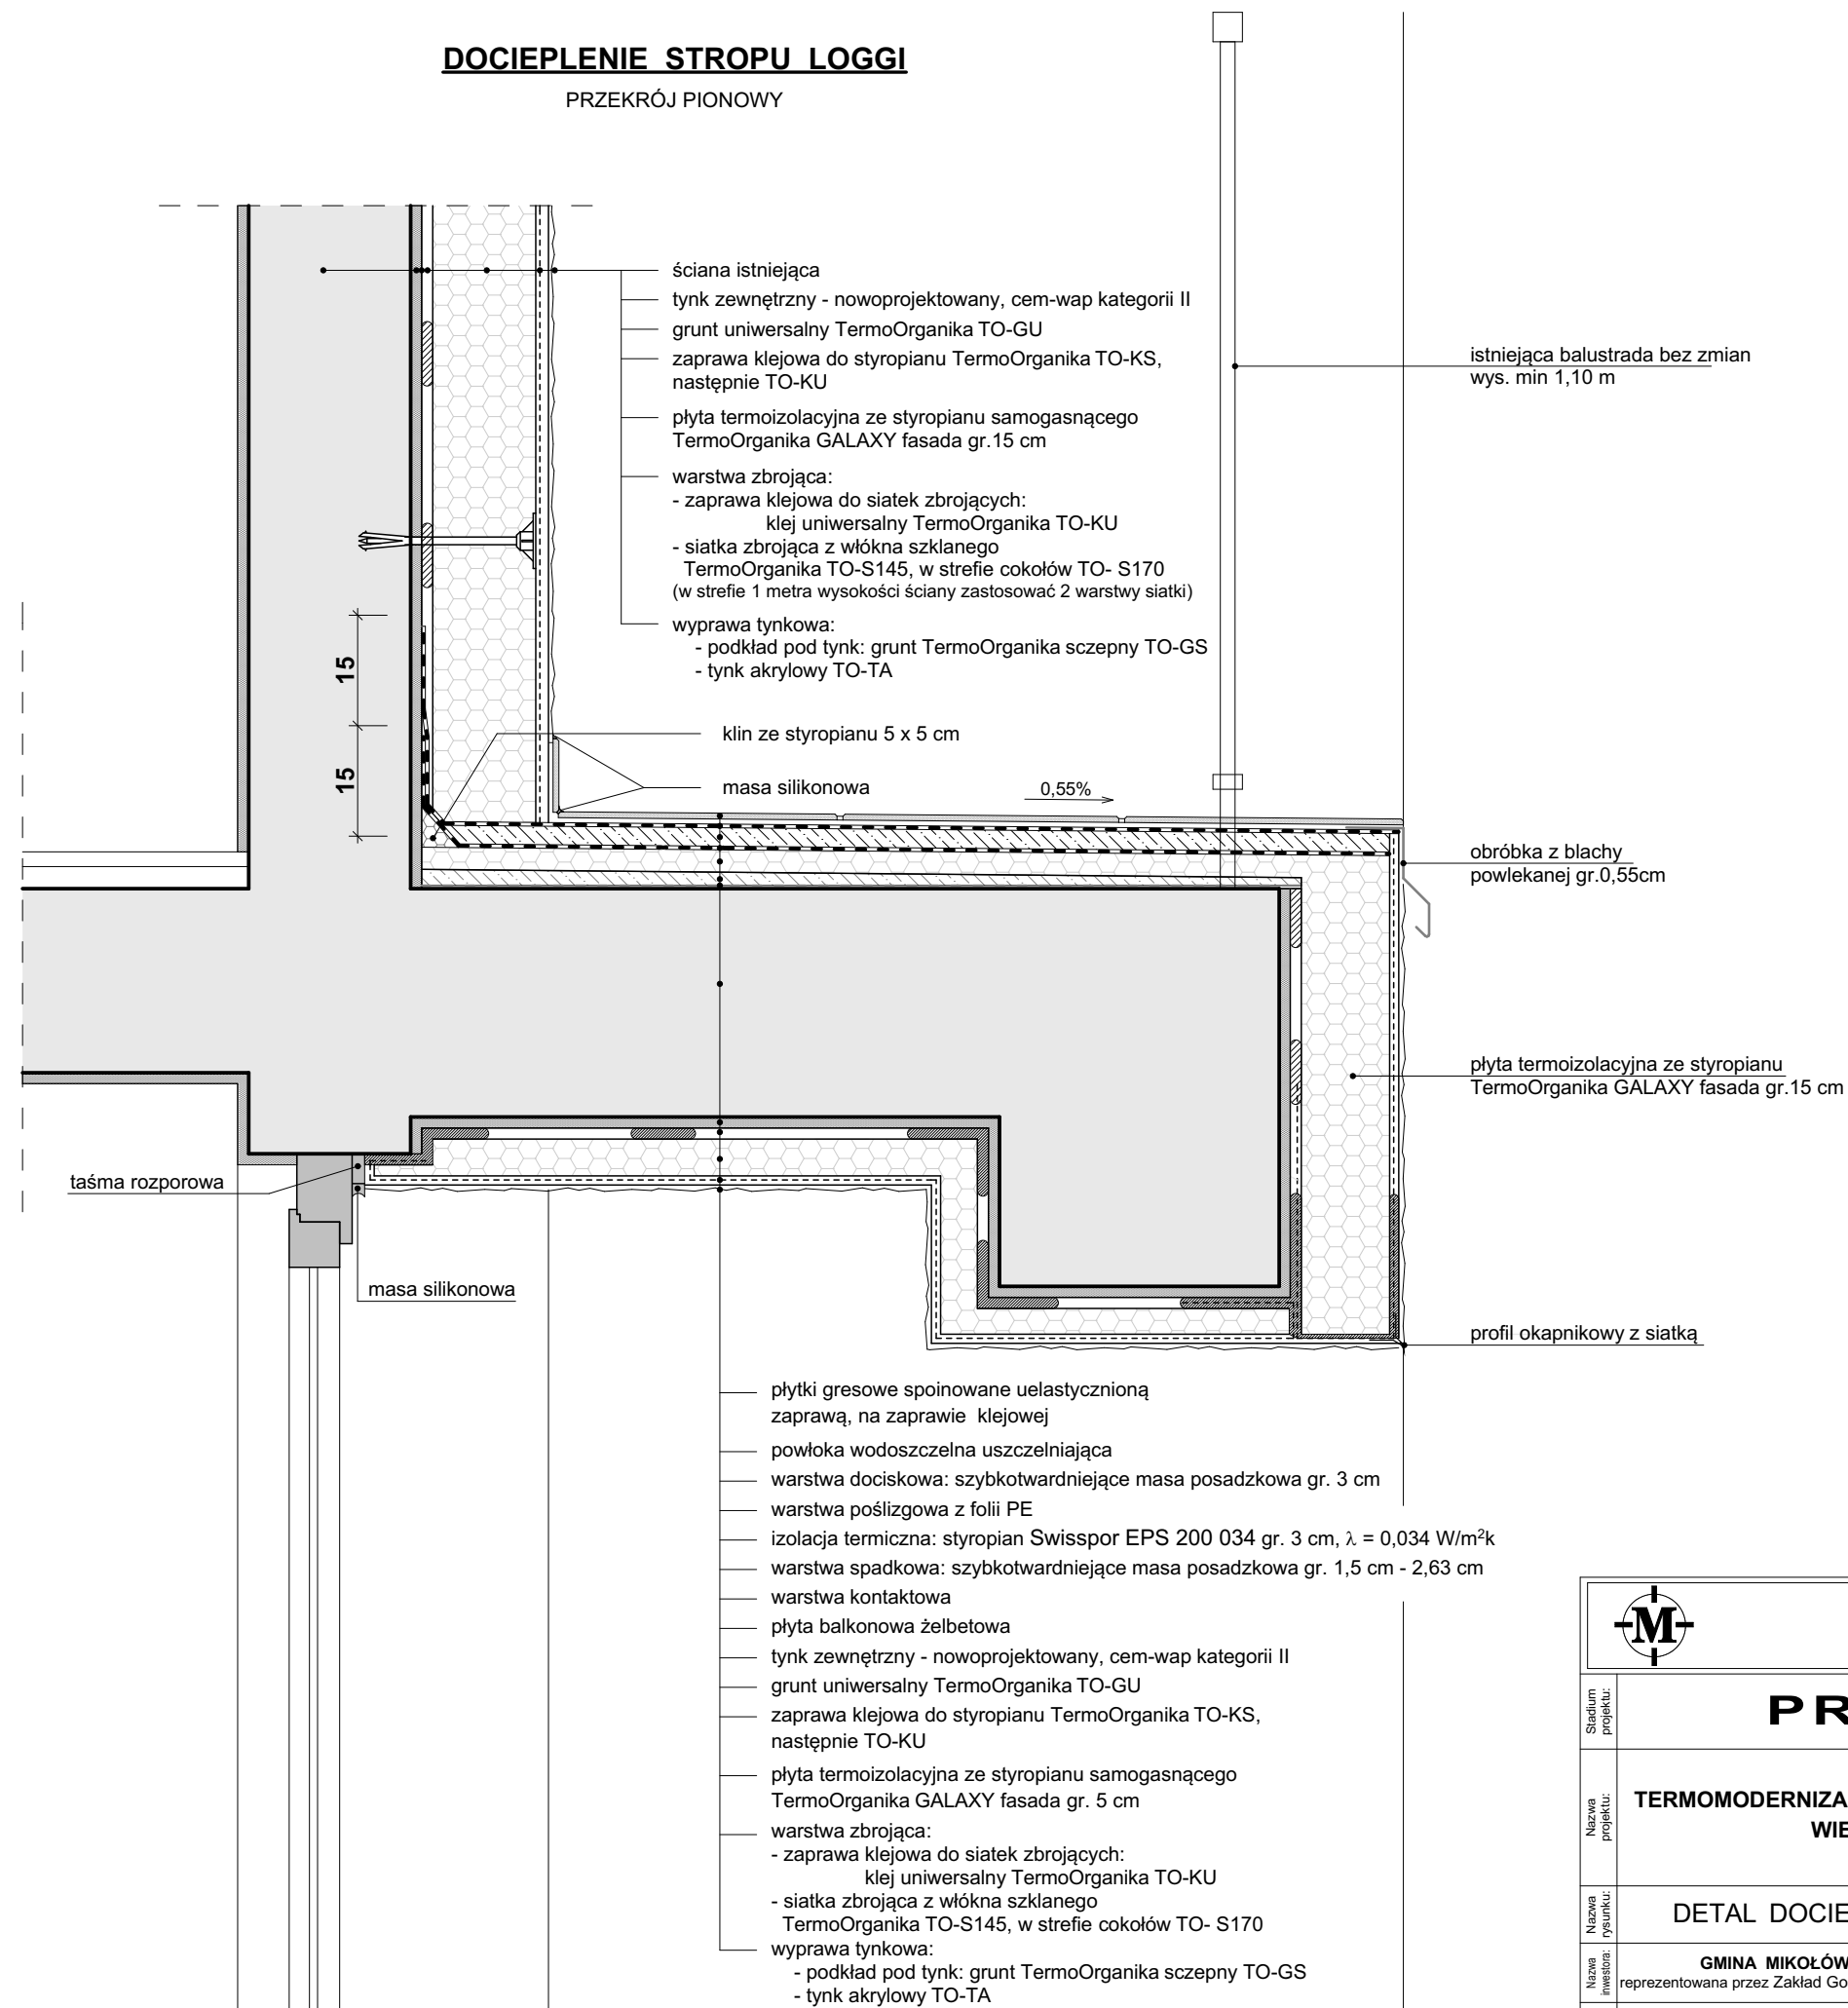 DOCIEPLENIE STROPU LOGGI
PRZEKRÓJ PIONOWY
ściana istniejąca
tynk zewnętrzny - nowoprojektowany, cem-wap kategorii II
grunt uniwersalny TermoOrganika TO-GU
zaprawa klejowa do styropianu TermoOrganika TO-KS,
następnie TO-KU
płyta termoizolacyjna ze styropianu samogasnącego
TermoOrganika GALAXY fasada gr.15 cm
warstwa zbrojąca:
- zaprawa klejowa do siatek zbrojących:
klej uniwersalny TermoOrganika TO-KU
- siatka zbrojąca z włókna szklanego
TermoOrganika TO-S145, w strefie cokołów TO- S170
(w strefie 1 metra wysokości ściany zastosować 2 warstwy siatki)
wyprawa tynkowa:
- podkład pod tynk: grunt TermoOrganika sczepny TO-GS
- tynk akrylowy TO-TA
istniejąca balustrada bez zmian
wys. min 1,10 m
15
15
klin ze styropianu 5 x 5 cm
masa silikonowa
0,55%
obróbka z blachy
powlekanej gr.0,55cm
płyta termoizolacyjna ze styropianu
TermoOrganika GALAXY fasada gr.15 cm
taśma rozporowa
masa silikonowa
profil okapnikowy z siatką
płytki gresowe spoinowane uelastycznioną
zaprawą, na zaprawie klejowej
powłoka wodoszczelna uszczelniająca
warstwa dociskowa: szybkotwardniejące masa posadzkowa gr. 3 cm
warstwa poślizgowa z folii PE
izolacja termiczna: styropian Swisspor EPS 200 034 gr. 3 cm, λ = 0,034 W/m²k
warstwa spadkowa: szybkotwardniejące masa posadzkowa gr. 1,5 cm - 2,63 cm
warstwa kontaktowa
płyta balkonowa żelbetowa
tynk zewnętrzny - nowoprojektowany, cem-wap kategorii II
grunt uniwersalny TermoOrganika TO-GU
zaprawa klejowa do styropianu TermoOrganika TO-KS,
następnie TO-KU
płyta termoizolacyjna ze styropianu samogasnącego
TermoOrganika GALAXY fasada gr. 5 cm
warstwa zbrojąca:
- zaprawa klejowa do siatek zbrojących:
klej uniwersalny TermoOrganika TO-KU
- siatka zbrojąca z włókna szklanego
TermoOrganika TO-S145, w strefie cokołów TO- S170
wyprawa tynkowa:
- podkład pod tynk: grunt TermoOrganika sczepny TO-GS
- tynk akrylowy TO-TA
M
Stadium
projektu:
PR
Nazwa
projektu:
TERMOMODERNIZA
WIE
Nazwa
rysunku:
DETAL DOCIE
Nazwa
inwestora:
GMINA MIKOŁÓW
reprezentowana przez Zakład Go